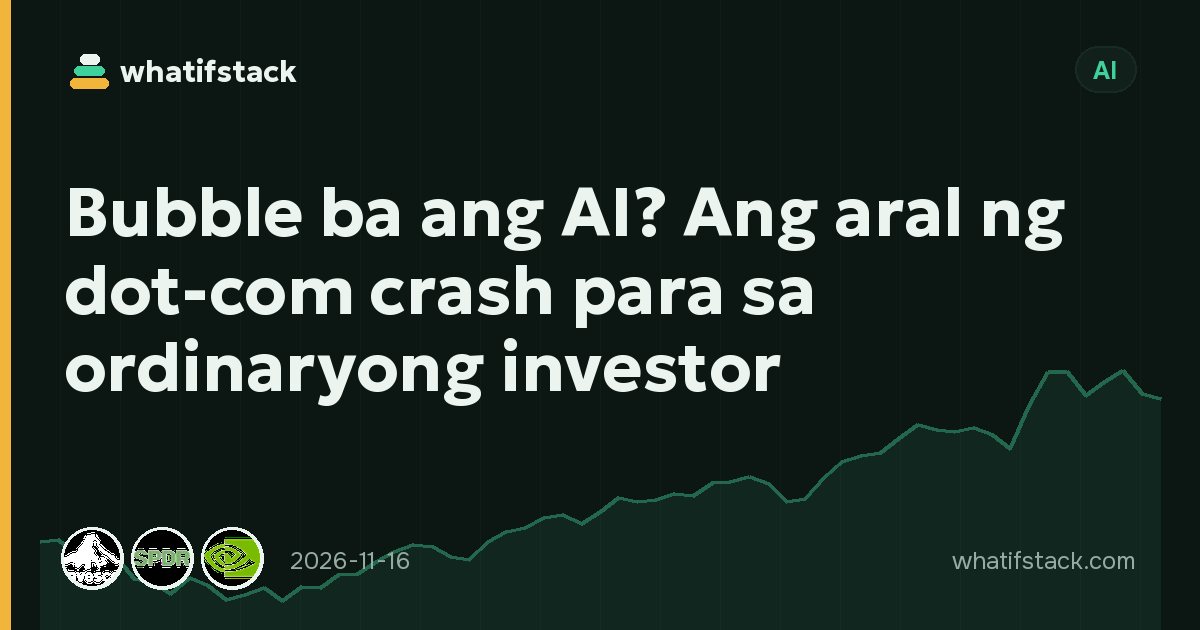 whatifstack
AI
Bubble ba ang AI? Ang aral ng
dot-com crash para sa
ordinaryong investor
SPDR
2026-11-16
whatifstack.com